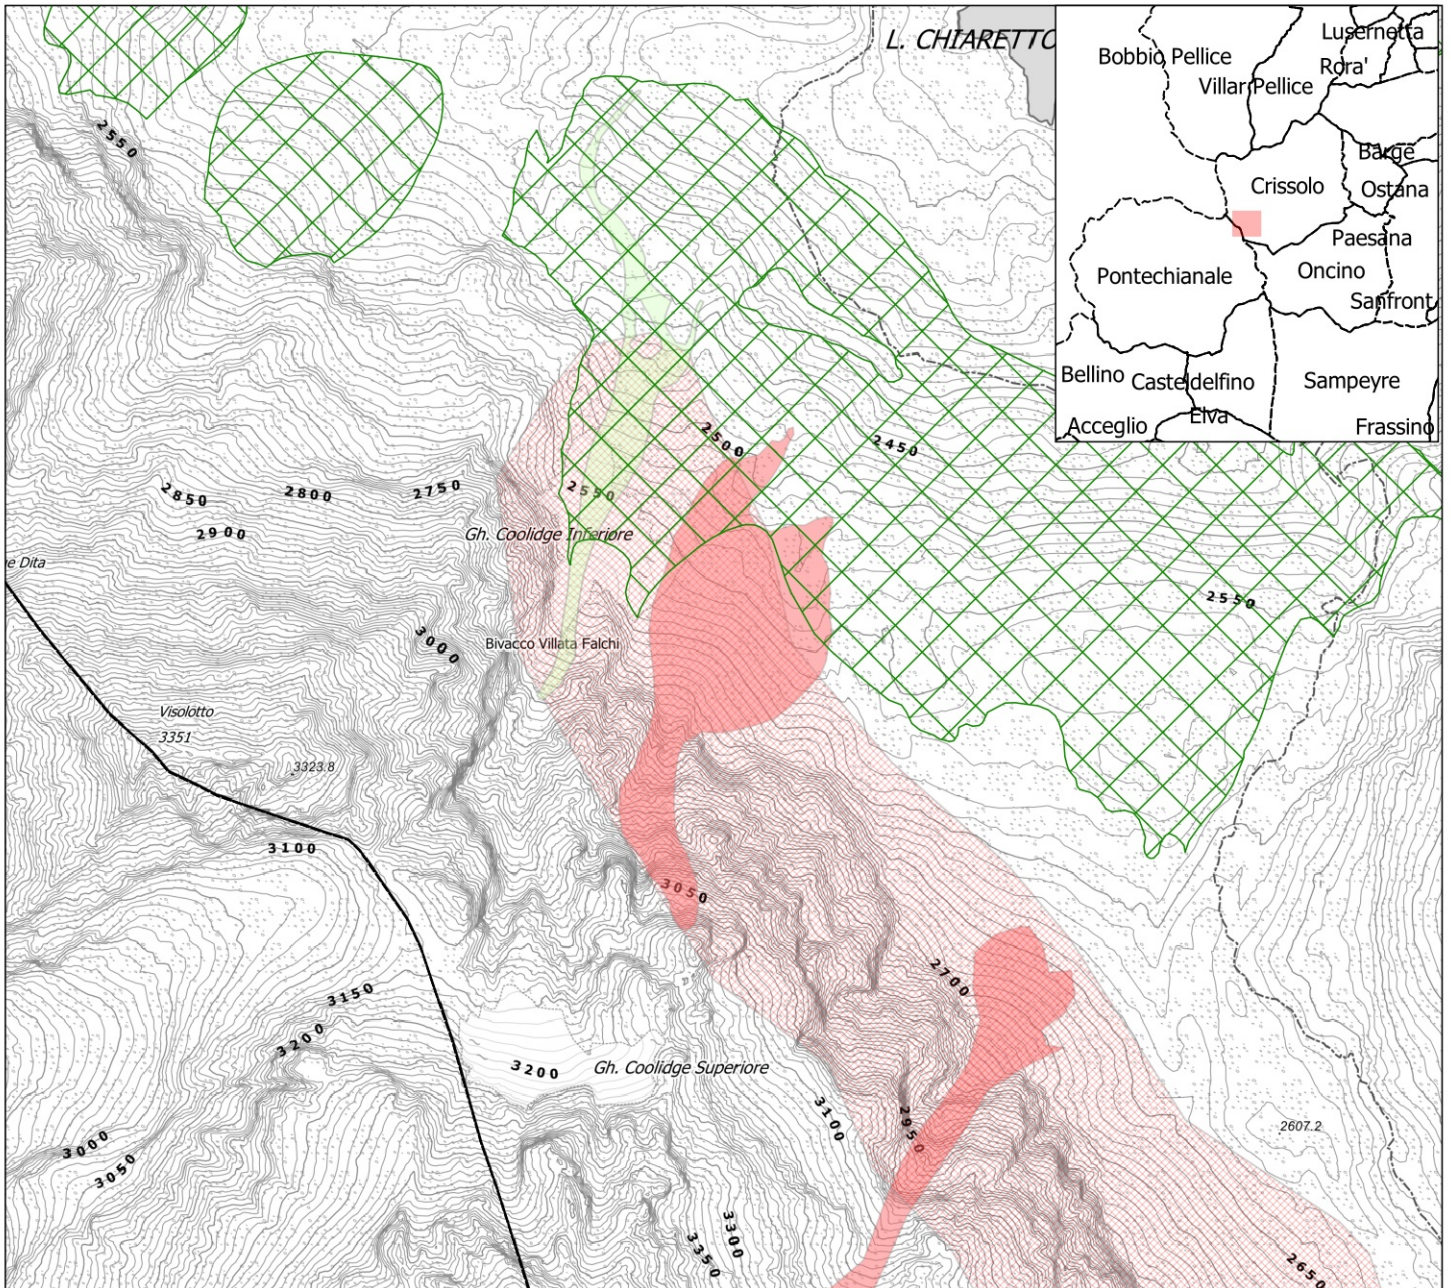 L. CHIARETTO
Bobbio Pellice
Lusernetta
Rora'
Villar Pellice
Barge
Crissolo
Ostana
Paesana
Pontechianale
Oncino
Sanfront
Bellino
Casteldelfino
Sampeyre
Elva
Acceglio
Frassino
2550
2500
2450
2850
2800
2750
2550
2900
Gh. Coolidge Inferiore
e Dita
2550
3000
Bivacco Villata Falchi
Visolotto
3351
3323.8
3100
3050
2700
3150
3200
3200
Gh. Coolidge Superiore
3100
2950
2607.2
3000
3050
3300
3350
2650